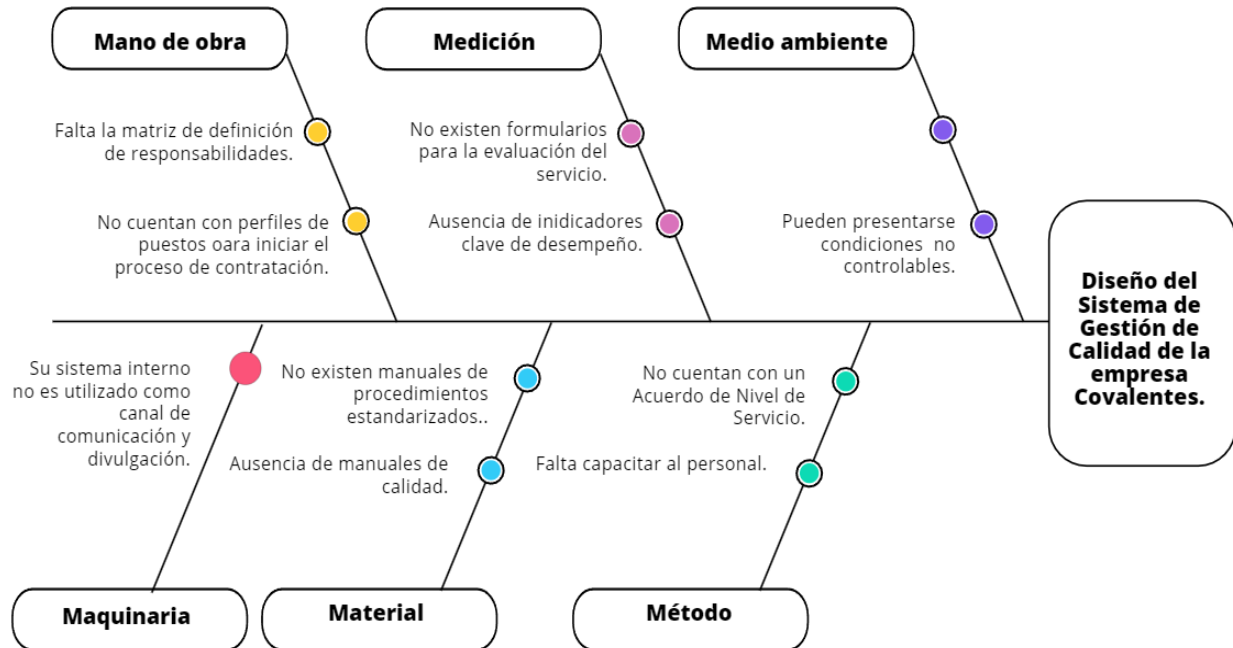 Mano de obra
Medición
Medio ambiente
Falta la matriz de definición
de responsabilidades.
No cuentan con perfiles de
puestos oara iniciar el
proceso de contratación.
No existen formularios
para la evaluación del
servicio.
Ausencia de inidicadores
clave de desempeño.
Pueden presentarse
condiciones no
controlables.
Diseño del
Sistema de
Gestión de
Calidad de la
empresa
Covalentes.
Su sistema interno
no es utilizado como
canal de
comunicación y
divulgación.
No existen manuales de
procedimientos
estandarizados..
Ausencia de manuales de
calidad.
No cuentan con un
Acuerdo de Nivel de
Servicio.
Falta capacitar al personal.
Maquinaria
Material
Método